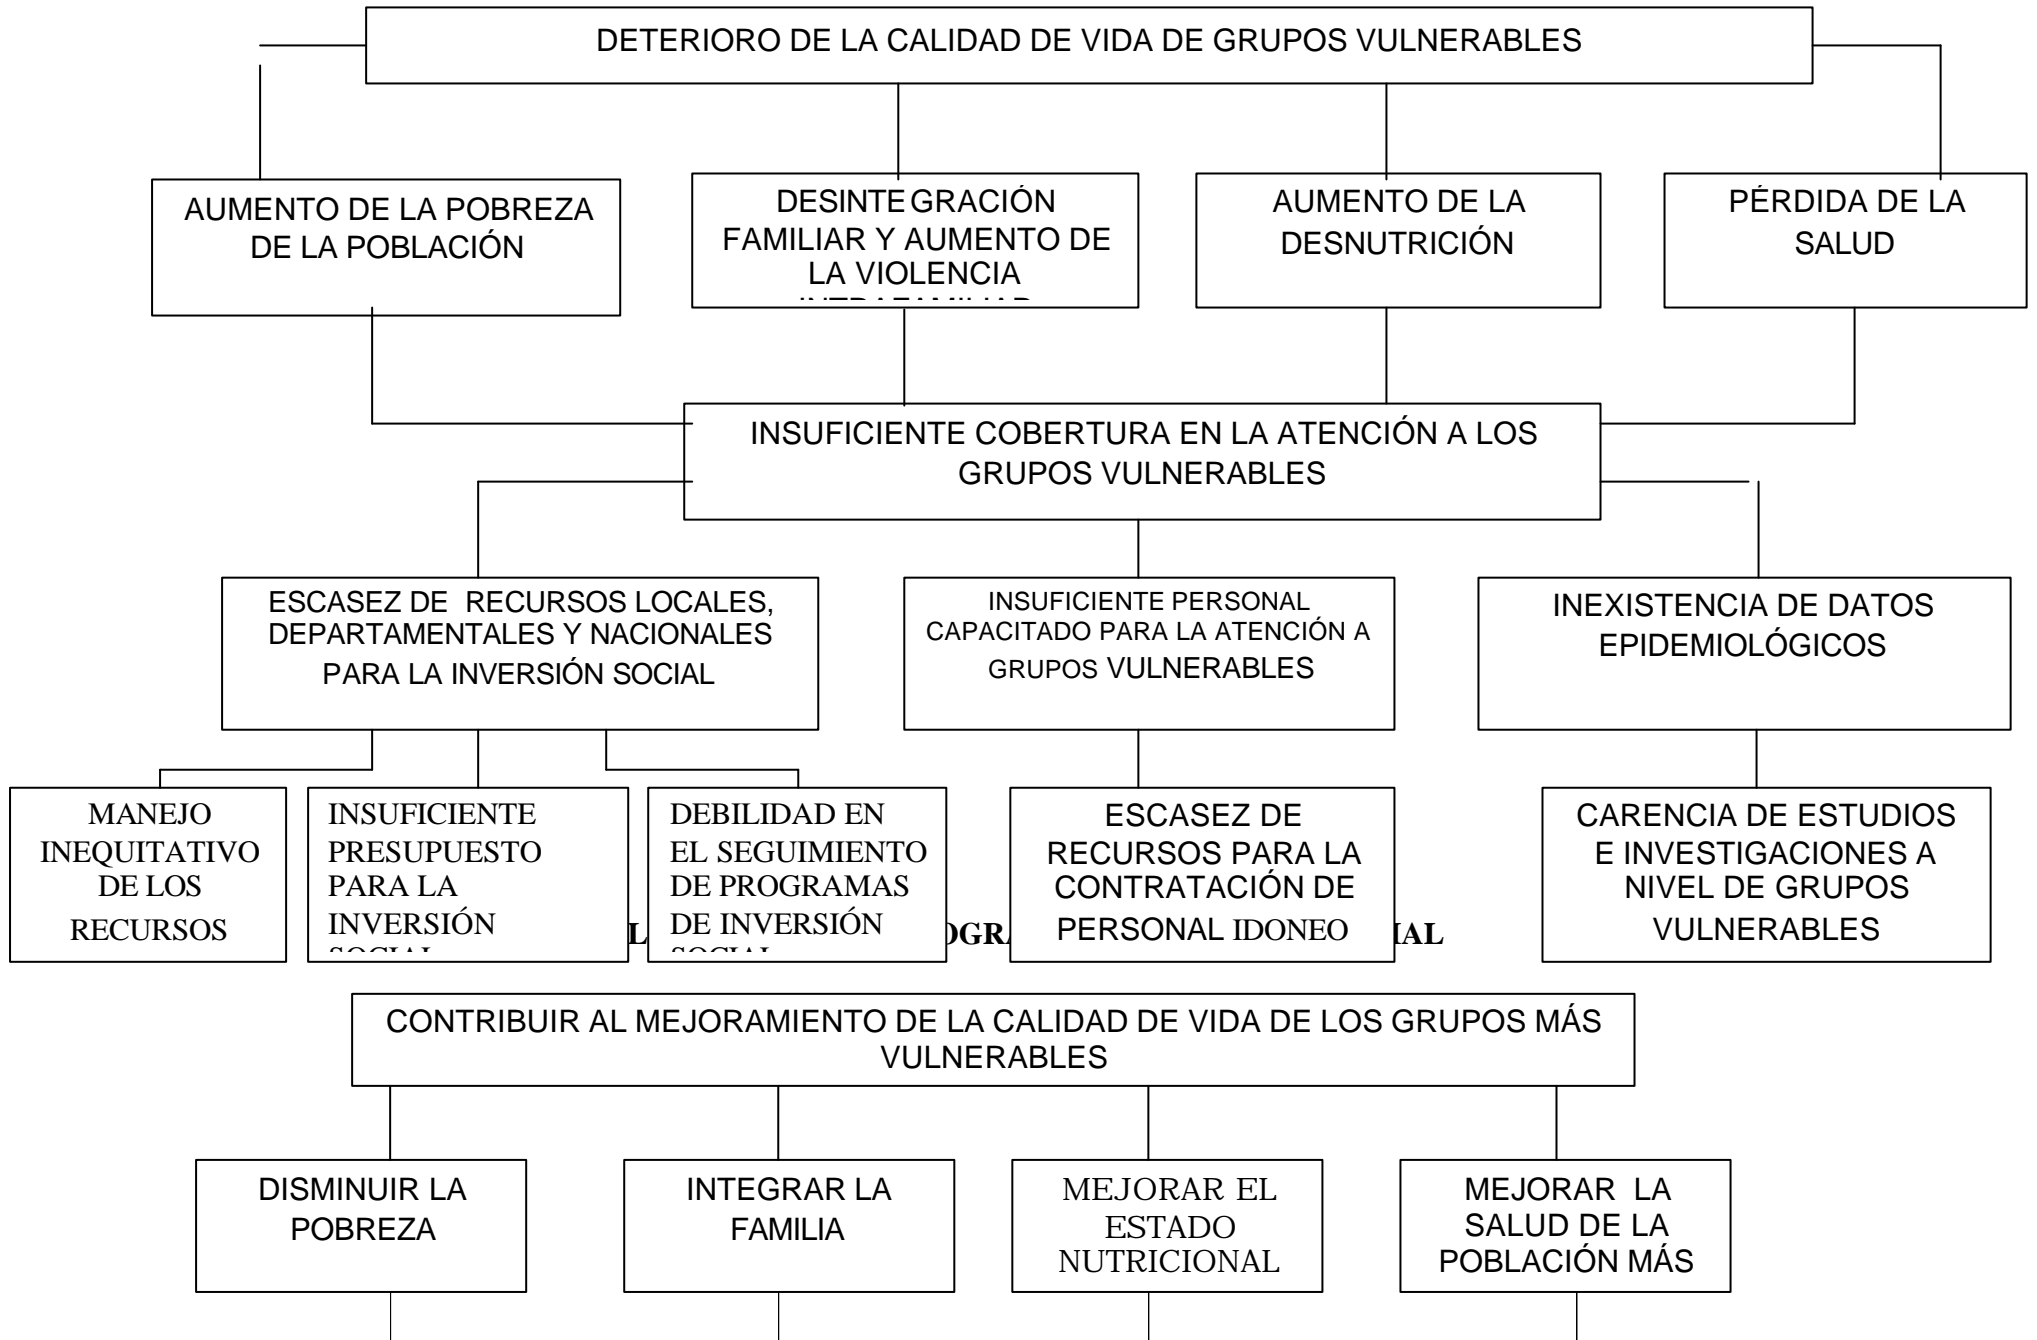 DETERIORO DE LA CALIDAD DE VIDA DE GRUPOS VULNERABLES
AUMENTO DE LA POBREZA
DE LA POBLACIÓN
DESINTEGRACIÓN
FAMILIAR Y AUMENTO DE
LA VIOLENCIA
INTRAFAMILIAR
AUMENTO DE LA
DESNUTRICIÓN
PÉRDIDA DE LA
SALUD
INSUFICIENTE COBERTURA EN LA ATENCIÓN A LOS
GRUPOS VULNERABLES
ESCASEZ DE RECURSOS LOCALES,
DEPARTAMENTALES Y NACIONALES
PARA LA INVERSIÓN SOCIAL
INSUFICIENTE PERSONAL
CAPACITADO PARA LA ATENCIÓN A
GRUPOS VULNERABLES
INEXISTENCIA DE DATOS
EPIDEMIOLÓGICOS
MANEJO
INEQUITATIVO
DE LOS
RECURSOS
INSUFICIENTE
PRESUPUESTO
PARA LA
INVERSIÓN
SOCIAL
DEBILIDAD EN
EL SEGUIMIENTO
DE PROGRAMAS
DE INVERSIÓN
SOCIAL
ESCASEZ DE
RECURSOS PARA LA
CONTRATACIÓN DE
PERSONAL IDONEO
CARENCIA DE ESTUDIOS
E INVESTIGACIONES A
NIVEL DE GRUPOS
VULNERABLES
CONTRIBUIR AL MEJORAMIENTO DE LA CALIDAD DE VIDA DE LOS GRUPOS MÁS
VULNERABLES
DISMINUIR LA
POBREZA
INTEGRAR LA
FAMILIA
MEJORAR EL
ESTADO
NUTRICIONAL
MEJORAR LA
SALUD DE LA
POBLACIÓN MÁS